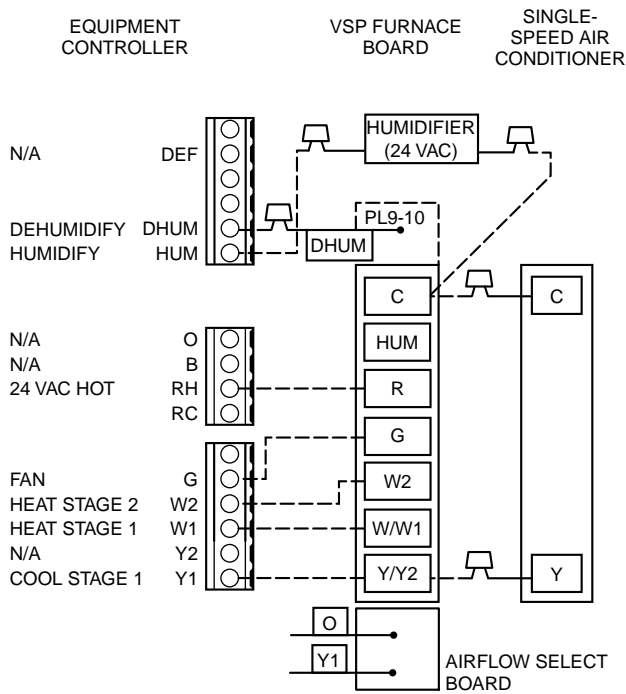 EQUIPMENT
CONTROLLER
VSP FURNACE
BOARD
SINGLE-
SPEED AIR
CONDITIONER
HUMIDIFIER
(24 VAC)
N/A DEF
PL9-10
DEHUMIDIFY DHUM
DHUM
HUMIDIFY HUM
C
C
HUM
N/A O
N/A B
24 VAC HOT RH
R
RC
G
FAN G
W2
HEAT STAGE 2 W2
HEAT STAGE 1 W1
W/W1
N/A Y2
COOL STAGE 1 Y1
Y/Y2
Y
O
Y1
AIRFLOW SELECT
BOARD